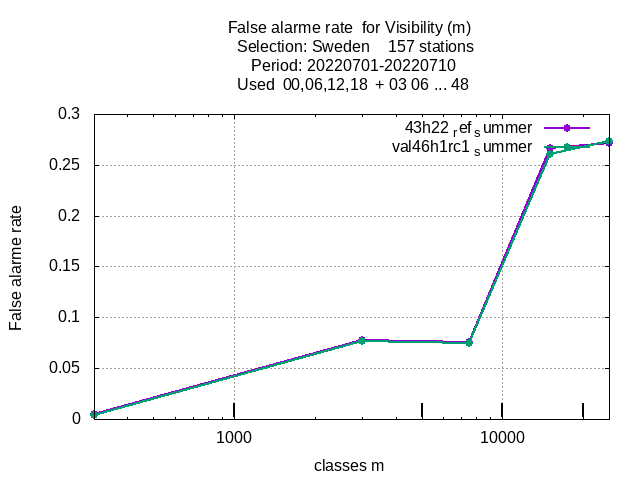 False alarme rate  for Visibility (m)
Selection: Sweden    157 stations
Period: 20220701-20220710
Used  00,06,12,18  + 03 06 ... 48
43h22 ref summer
val46h1rc1 summer
0.3
0.25
0.2
0.15
0.1
0.05
0
False alarme rate
1000
10000
classes m